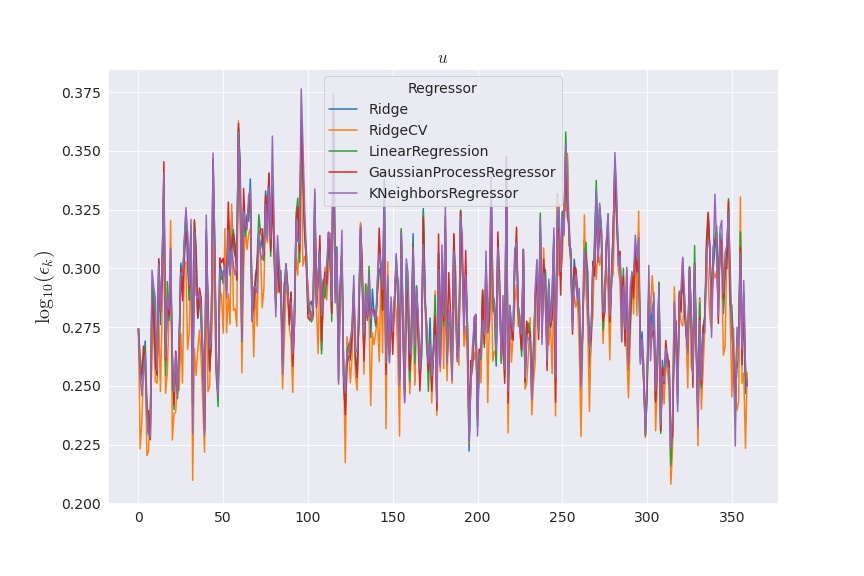 u
Regressor
Ridge
RidgeCV
LinearRegression
GaussianProcessRegressor
KNeighborsRegressor
log₁₀(ϵₖ)
0.375
0.350
0.325
0.300
0.275
0.250
0.225
0.200
0 50 100 150 200 250 300 350